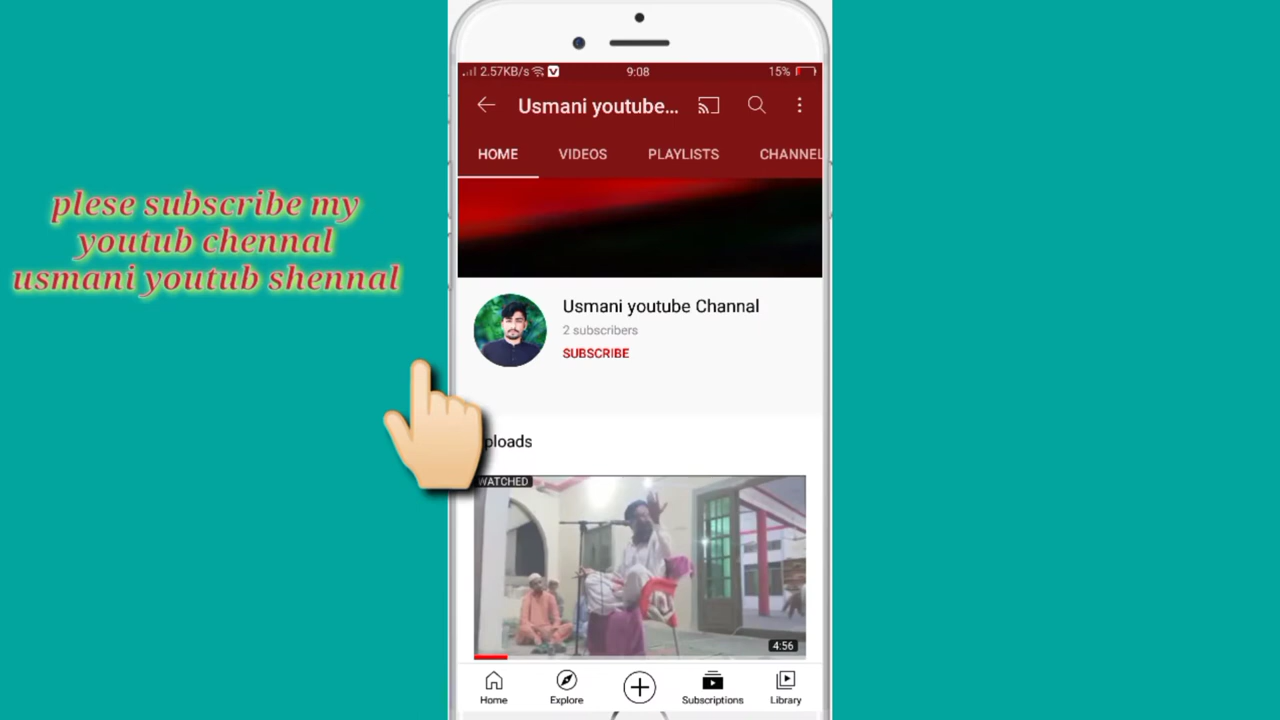 2.57KB/s
9:08
15%
Usmani youtube...
HOME VIDEOS PLAYLISTS CHANNEL
plese subscribe my
youtub chennal
usmani youtub shennal
Usmani youtube Channal
2 subscribers
SUBSCRIBE
ploads
WATCHED
4:56
Home Explore Subscriptions Library